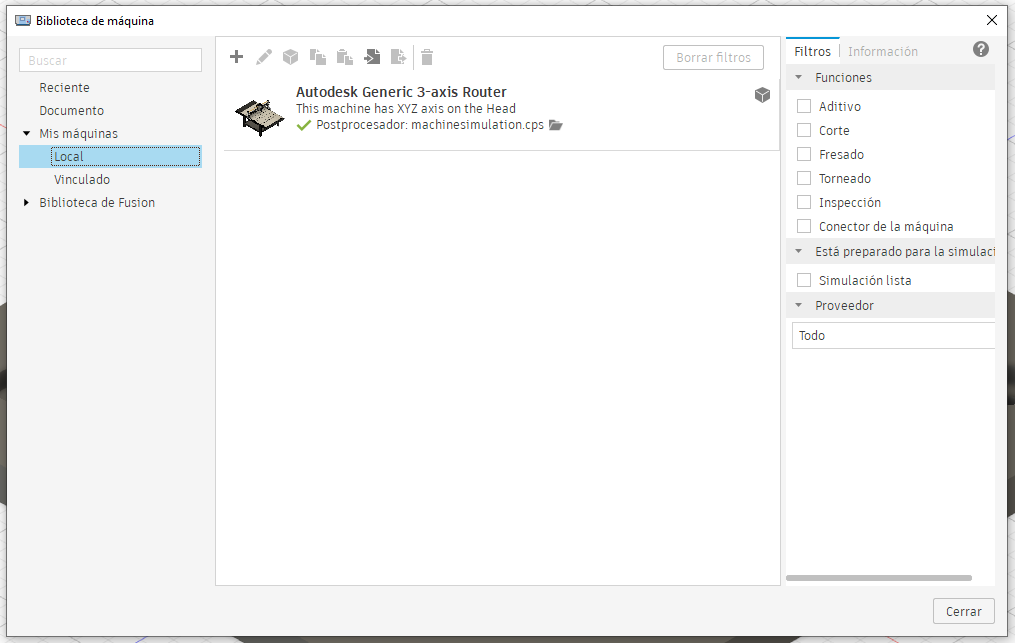 Biblioteca de máquina
Buscar
Reciente
Documento
Mis máquinas
Local
Vinculado
Biblioteca de Fusion
Borrar filtros
Autodesk Generic 3-axis Router
This machine has XYZ axis on the Head
Postprocesador: machinesimulation.cps
Filtros
Información
Funciones
Aditivo
Corte
Fresado
Torneado
Inspección
Conector de la máquina
Está preparado para la simulaci
Simulación lista
Proveedor
Todo
Cerrar